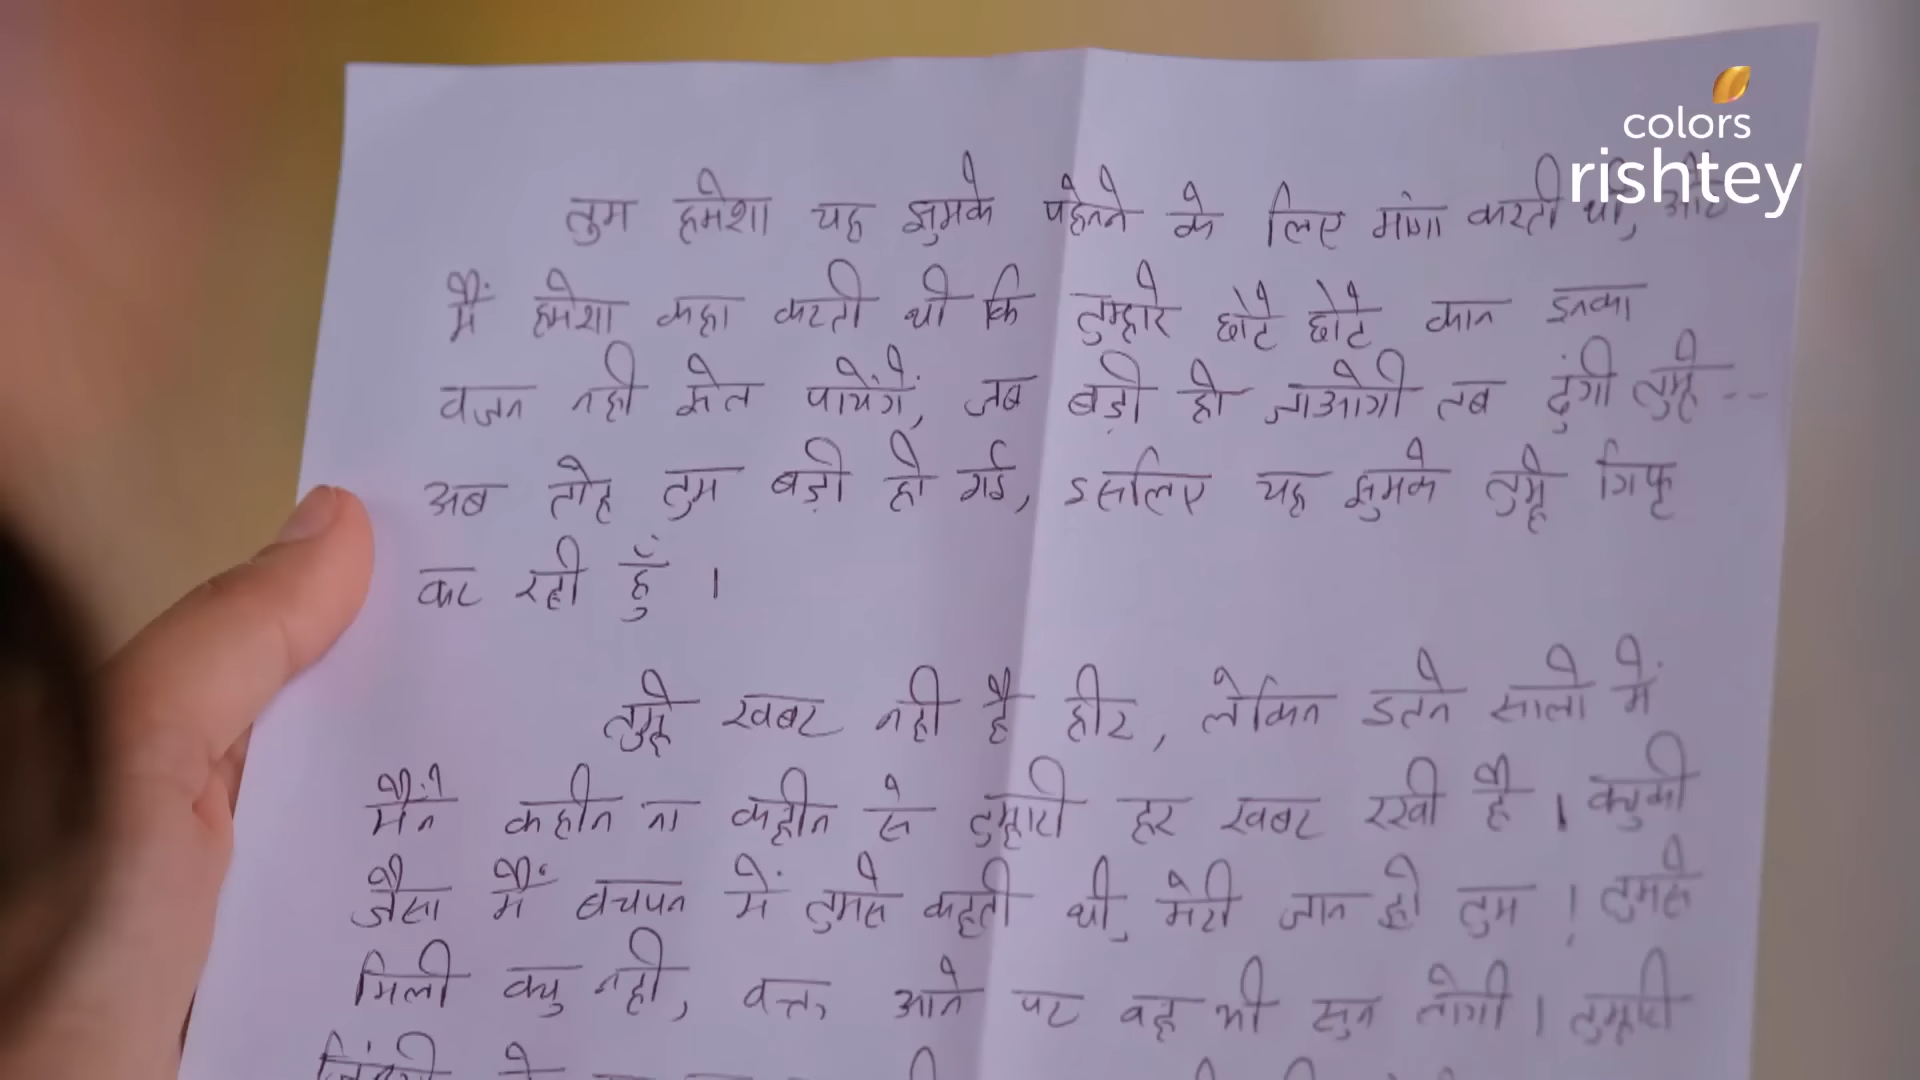 colors
rishtey
तुम हमेशा यह झुमके पेहनने के लिए मांगा करती थी, और
मैं हमेशा कहा करती थी कि तुम्हारे छोटे छोटे कान इनका
वजन नही झेल पायेंगें, जब बड़ी हो जाओगी तब दुंगी तुम्हे --
अब तोह तुम बड़ी हो गई, इसलिए यह झुमके तुम्हे गिफ्ट
कर रही हुँ ।
तुम्हे खबर नही है हीर, लेकिन इतने सालो में
मैंने कहीन ना कहीन से तुम्हारी हर खबर रखी है । क्युकी
जैसा मैं बचपन में तुमसे कहती थी, मेरी जान हो तुम ! तुमसे
मिली क्यु नही, वक्त आने पर वह भी सुन लोगी । तुम्हारी